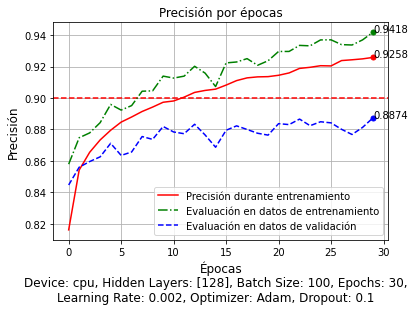 Precisión por épocas
Precisión
0.94
0.92
0.90
0.88
0.86
0.84
0.82
0.9418
0.9258
0.8874
Precisión durante entrenamiento
Evaluación en datos de entrenamiento
Evaluación en datos de validación
0 5 10 15 20 25 30
Épocas
Device: cpu, Hidden Layers: [128], Batch Size: 100, Epochs: 30,
Learning Rate: 0.002, Optimizer: Adam, Dropout: 0.1